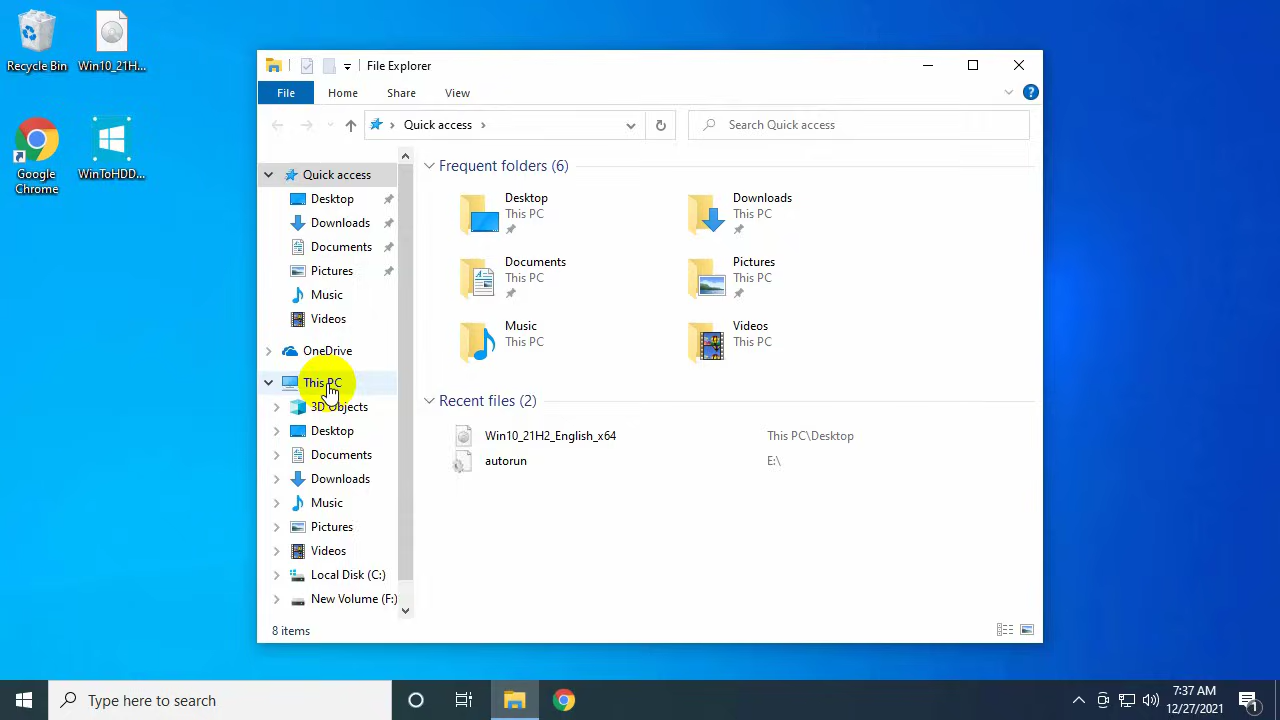 Recycle Bin
Win10_21H...
Google
Chrome
WinToHDD...
File Explorer
File
Home
Share
View
Quick access
Search Quick access
Quick access
Desktop
Downloads
Documents
Pictures
Music
Videos
OneDrive
This PC
3D Objects
Desktop
Documents
Downloads
Music
Pictures
Videos
Local Disk (C:)
New Volume (F:)
Frequent folders (6)
Desktop
This PC
Downloads
This PC
Documents
This PC
Pictures
This PC
Music
This PC
Videos
This PC
Recent files (2)
Win10_21H2_English_x64
This PC\Desktop
autorun
E:\
8 items
Type here to search
7:37 AM
12/27/2021
1